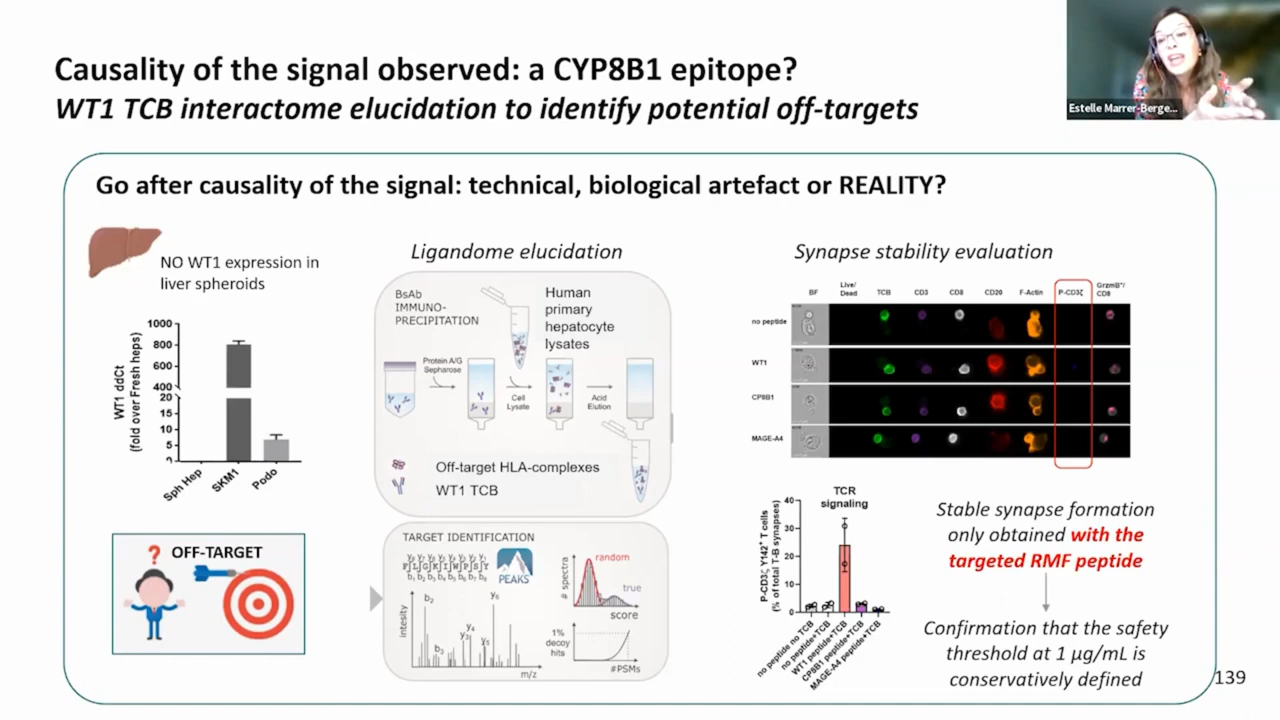 Causality of the signal observed: a CYP8B1 epitope?
WT1 TCB interactome elucidation to identify potential off-targets
Estelle Marrer-Berge...
Go after causality of the signal: technical, biological artefact or REALITY?
NO WT1 expression in
liver spheroids
WT1 ddCt
(fold over Fresh heps)
1000
800
600
400
20
15
10
5
0
Sph Hep
SKM1
Podo
?
OFF-TARGET
Ligandome elucidation
BsAb
IMMUNO-
PRECIPITATION
Human
primary
hepatocyte
lysates
Protein A/G
Sepharose
Cell
Lysate
Acid
Elution
Off-target HLA-complexes
WT1 TCB
TARGET IDENTIFICATION
PEAKS
intesity
b₂
b₃
y₃
y₄
y₅
y₆
m/z
# spectra
random
true
score
1%
decoy
hits
#PSMs
Synapse stability evaluation
BF
Live/
Dead
TCB
CD3
CD8
CD20
F-Actin
P-CD3ζ
GrzmB⁺/
CD8
no peptide
WT1
CP8B1
MAGE-A4
TCR
signaling
P-CD3ζ Y142⁺ T cells
(% of total T-B synapses)
40
30
20
10
0
no peptide no TCB
no peptide+TCB
WT1 peptide+TCB
CP8B1 peptide+TCB
MAGE-A4 peptide+TCB
Stable synapse formation
only obtained with the
targeted RMF peptide
Confirmation that the safety
threshold at 1 µg/mL is
conservatively defined
139